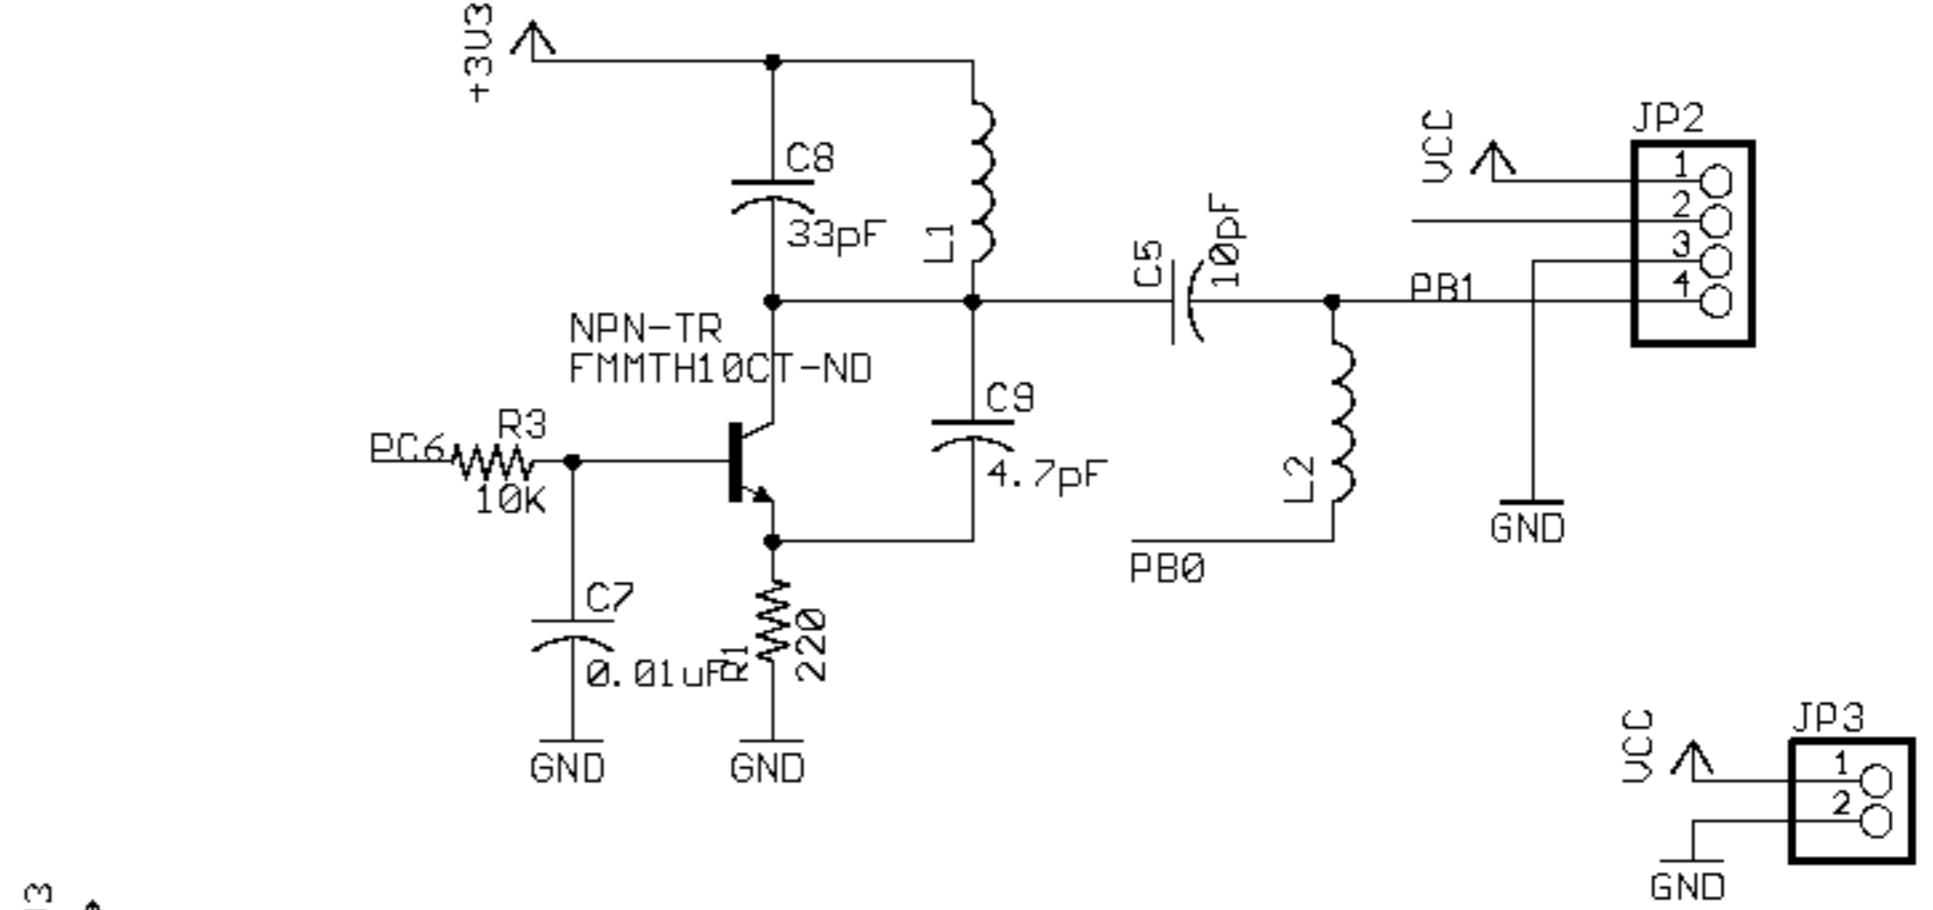 +3V3
C8
33pF
L1
NPN-TR
FMMTH10CT-ND
PC6
R3
10K
C9
4.7pF
C7
0.01uF
R1
220
GND
GND
C5
10pF
L2
PB0
PB1
VCC
JP2
1
2
3
4
GND
VCC
JP3
1
2
GND